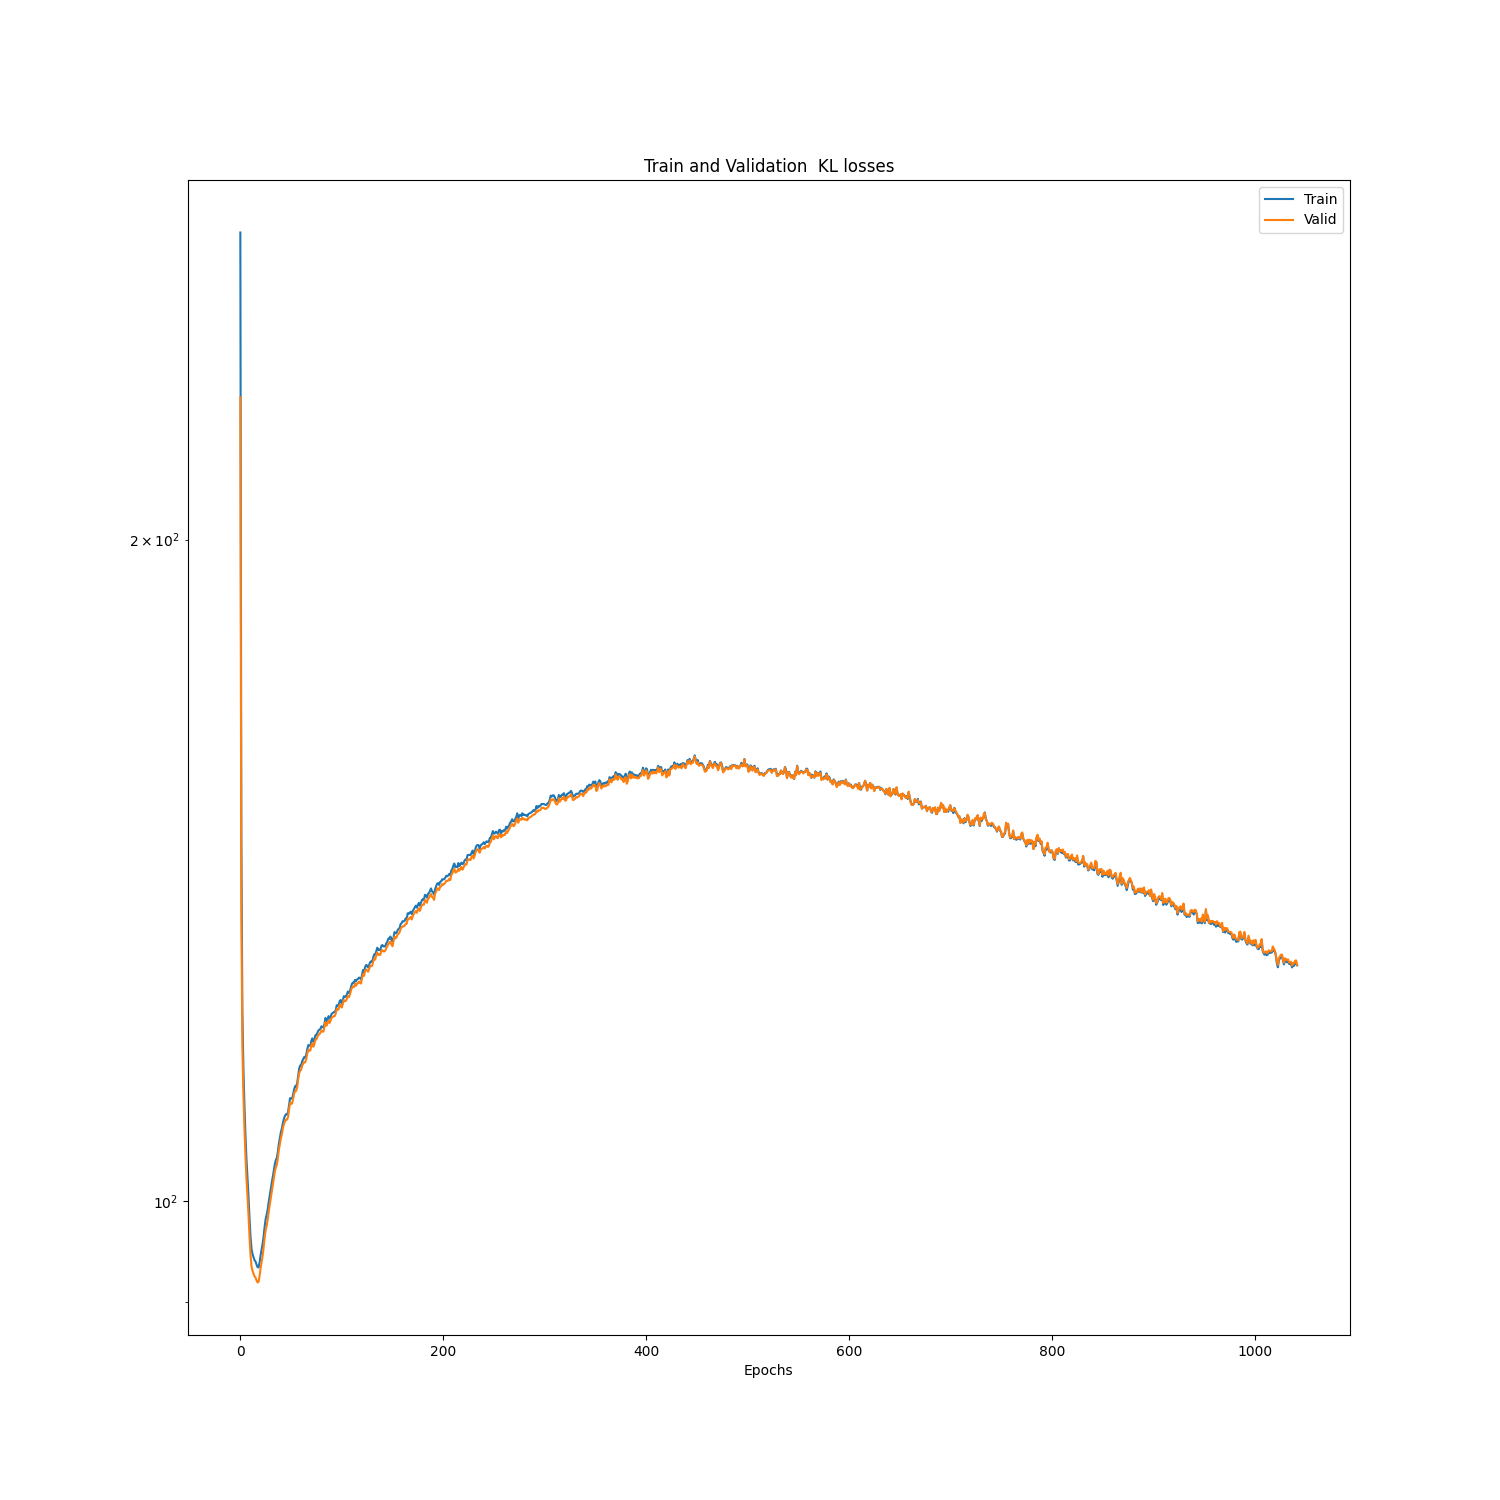 Train and Validation  KL losses
Train
Valid
2 × 10²
10²
0 200 400 600 800 1000
Epochs